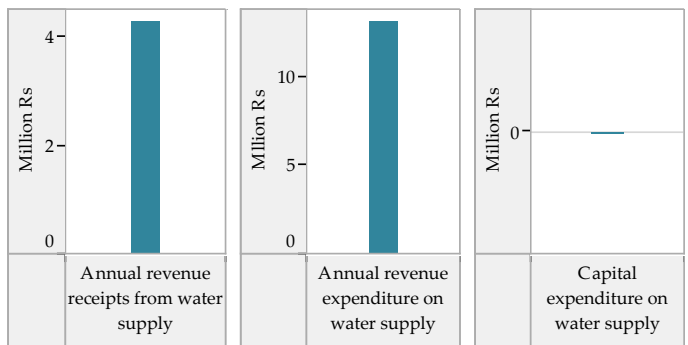 Million Rs
4
2
0
Annual revenue
receipts from water
supply
Mllion Rs
10
5
0
Annual revenue
expenditure on
water supply
Million Rs
0
Capital
expenditure on
water supply